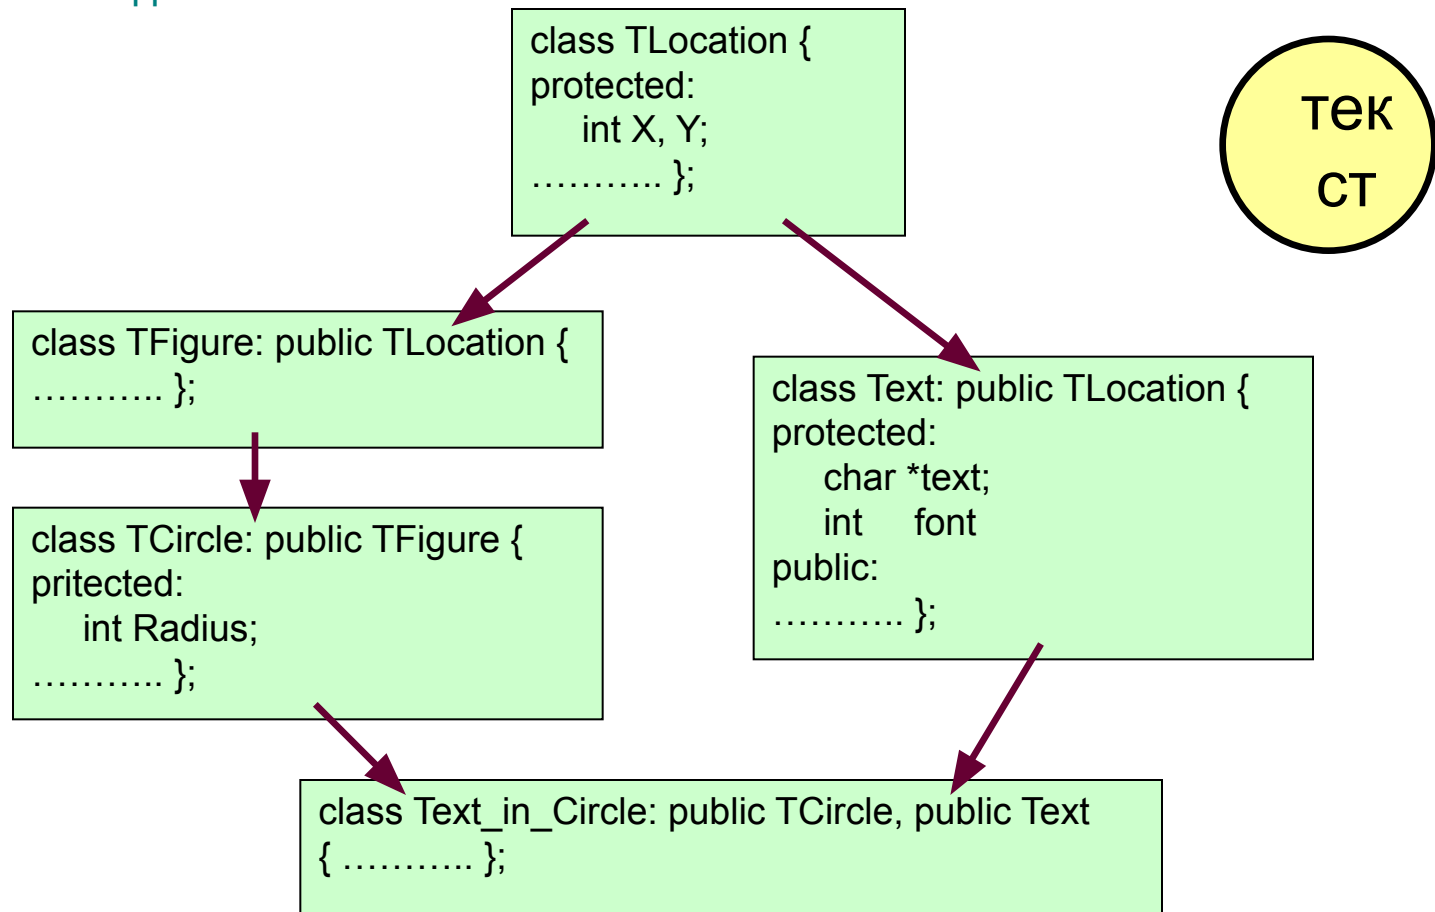 class TLocation {
protected:
int X, Y;
……….. };
тек
ст
class TFigure: public TLocation {
……….. };
class Text: public TLocation {
protected:
char *text;
int font
public:
……….. };
class TCircle: public TFigure {
pritected:
int Radius;
……….. };
class Text_in_Circle: public TCircle, public Text
{ ……….. };